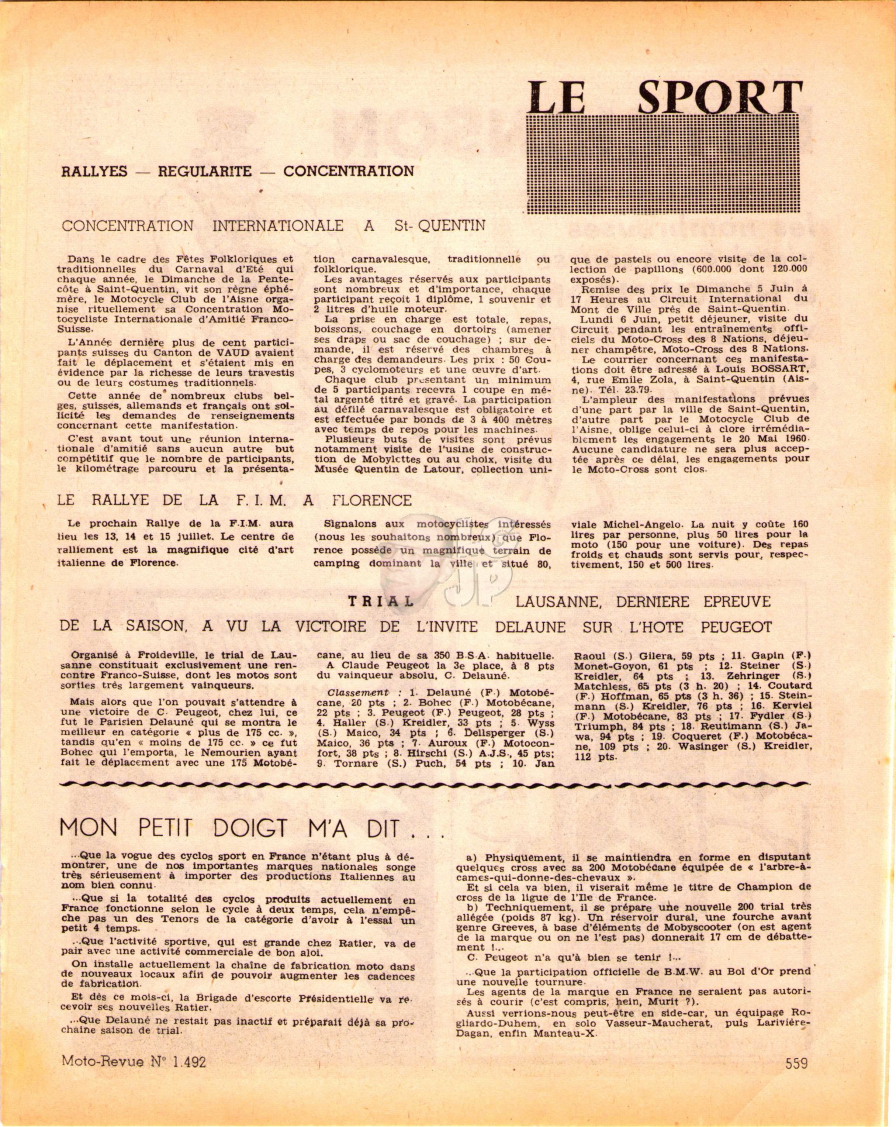 LE SPORT
RALLYES — REGULARITE — CONCENTRATION
CONCENTRATION INTERNATIONALE A St-QUENTIN
Dans le cadre des Fêtes Folkloriques et
traditionnelles du Carnaval d'Eté qui
chaque année, le Dimanche de la Pente-
côte à Saint-Quentin, vit son règne éphé-
mère, le Motocycle Club de l'Aisne orga-
nise rituellement sa Concentration Mo-
tocycliste Internationale d'Amitié Franco-
Suisse.
L'Année dernière plus de cent partici-
pants suisses du Canton de VAUD avaient
fait le déplacement et s'étaient mis en
évidence par la richesse de leurs travestis
ou de leurs costumes traditionnels.
Cette année de nombreux clubs bel-
ges, suisses, allemands et français ont sol-
licité les demandes de renseignements
concernant cette manifestation.
C'est avant tout une réunion interna-
tionale d'amitié sans aucun autre but
compétitif que le nombre de participants,
le kilométrage parcouru et la présenta-
tion carnavalesque, traditionnelle ou
folklorique.
Les avantages réservés aux participants
sont nombreux et d'importance, chaque
participant reçoit 1 diplôme, 1 souvenir et
2 litres d'huile moteur.
La prise en charge est totale, repas,
boissons, couchage en dortoirs (amener
ses draps ou sac de couchage) ; sur de-
mande, il est réservé des chambres à
charge des demandeurs. Les prix : 50 Cou-
pes, 3 cyclomoteurs et une œuvre d'art.
Chaque club présentant un minimum
de 5 participants recevra 1 coupe en mé-
tal argenté titré et gravé. La participation
au défilé carnavalesque est obligatoire et
est effectuée par bonds de 3 à 400 mètres
avec temps de repos pour les machines.
Plusieurs buts de visites sont prévus
notamment visite de l'usine de construc-
tion de Mobylettes ou au choix, visite du
Musée Quentin de Latour, collection uni-
que de pastels ou encore visite de la col-
lection de papillons (600.000 dont 120.000
exposés).
Remise des prix le Dimanche 5 Juin à
17 Heures au Circuit International du
Mont de Ville près de Saint-Quentin.
Lundi 6 Juin, petit déjeuner, visite du
Circuit pendant les entraînements offi-
ciels du Moto-Cross des 8 Nations, déjeu-
ner champêtre, Moto-Cross des 8 Nations.
Le courrier concernant ces manifesta-
tions doit être adressé à Louis BOSSART,
4, rue Emile Zola, à Saint-Quentin (Ais-
ne). Tél. 23.79.
L'ampleur des manifestations prévues
d'une part par la ville de Saint-Quentin,
d'autre part par le Motocycle Club de
l'Aisne, oblige celui-ci à clore irrémédia-
blement les engagements le 20 Mai 1960.
Aucune candidature ne sera plus accep-
tée après ce délai, les engagements pour
le Moto-Cross sont clos.
LE RALLYE DE LA F. I. M. A FLORENCE
Le prochain Rallye de la F.I.M. aura
lieu les 13, 14 et 15 juillet. Le centre de
ralliement est la magnifique cité d'art
italienne de Florence.
Signalons aux motocyclistes intéressés
(nous les souhaitons nombreux) que Flo-
rence possède un magnifique terrain de
camping dominant la ville et situé 80,
viale Michel-Angelo. La nuit y coûte 160
lires par personne, plus 50 lires pour la
moto (150 pour une voiture). Des repas
froids et chauds sont servis pour, respec-
tivement, 150 et 500 lires.
TRIAL LAUSANNE, DERNIERE EPREUVE
DE LA SAISON, A VU LA VICTOIRE DE L'INVITE DELAUNE SUR L'HOTE PEUGEOT
Organisé à Froideville, le trial de Lau-
sanne constituait exclusivement une ren-
contre Franco-Suisse, dont les motos sont
sorties très largement vainqueurs.
Mais alors que l'on pouvait s'attendre à
une victoire de C. Peugeot, chez lui, ce
fut le Parisien Delauné qui se montra le
meilleur en catégorie « plus de 175 cc. »,
tandis qu'en « moins de 175 cc. » ce fut
Bohec qui l'emporta, le Nemourien ayant
fait le déplacement avec une 175 Motobé-
cane, au lieu de sa 350 B.S.A. habituelle.
A Claude Peugeot la 3e place, à 8 pts
du vainqueur absolu, C. Delauné.
Classement : 1. Delauné (F.) Motobé-
cane, 20 pts ; 2. Bohec (F.) Motobécane,
22 pts ; 3. Peugeot (F.) Peugeot, 28 pts ;
4. Haller (S.) Kreidler, 33 pts ; 5. Wyss
(S.) Maico, 34 pts ; 6. Dellsperger (S.)
Maico, 36 pts ; 7. Auroux (F.) Motocon-
fort, 38 pts ; 8. Hirschi (S.) A.J.S., 45 pts;
9. Tornare (S.) Puch, 54 pts ; 10. Jan
Raoul (S.) Gilera, 59 pts ; 11. Gapin (F.)
Monet-Goyon, 61 pts ; 12. Steiner (S.)
Kreidler, 64 pts ; 13. Zehringer (S.)
Matchless, 65 pts (3 h. 20) ; 14. Coutard
(F.) Hoffman, 65 pts (3 h. 36) ; 15. Stein-
mann (S.) Kreidler, 76 pts ; 16. Kerviel
(F.) Motobécane, 83 pts ; 17. Fydler (S.)
Triumph, 84 pts ; 18. Reutimann (S.) Ja-
wa, 94 pts ; 19. Coqueret (F.) Motobéca-
ne, 109 pts ; 20. Wasinger (S.) Kreidler,
112 pts.
MON PETIT DOIGT M'A DIT . . .
...Que la vogue des cyclos sport en France n'étant plus à dé-
montrer, une de nos importantes marques nationales songe
très sérieusement à importer des productions Italiennes au
nom bien connu.
...Que si la totalité des cyclos produits actuellement en
France fonctionne selon le cycle à deux temps, cela n'empê-
che pas un des Tenors de la catégorie d'avoir à l'essai un
petit 4 temps.
...Que l'activité sportive, qui est grande chez Ratier, va de
pair avec une activité commerciale de bon aloi.
On installe actuellement la chaîne de fabrication moto dans
de nouveaux locaux afin de pouvoir augmenter les cadences
de fabrication.
Et dès ce mois-ci, la Brigade d'escorte Présidentielle va re-
cevoir ses nouvelles Ratier.
...Que Delauné ne restait pas inactif et préparait déjà sa pro-
chaine saison de trial.
a) Physiquement, il se maintiendra en forme en disputant
quelques cross avec sa 200 Motobécane équipée de « l'arbre-à-
cames-qui-donne-des-chevaux ».
Et si cela va bien, il viserait même le titre de Champion de
cross de la ligue de l'Ile de France.
b) Techniquement, il se prépare une nouvelle 200 trial très
allégée (poids 87 kg). Un réservoir dural, une fourche avant
genre Greeves, à base d'éléments de Mobyscooter (on est agent
de la marque ou on ne l'est pas) donnerait 17 cm de débatte-
ment !...
C. Peugeot n'a qu'à bien se tenir !...
...Que la participation officielle de B.M.W. au Bol d'Or prend
une nouvelle tournure.
Les agents de la marque en France ne seraient pas autori-
sés à courir (c'est compris, hein, Murit ?).
Aussi verrions-nous peut-être en side-car, un équipage Ro-
gliardo-Duhem, en solo Vasseur-Maucherat, puis Larivière-
Dagan, enfin Manteau-X.
Moto-Revue N° 1.492
559